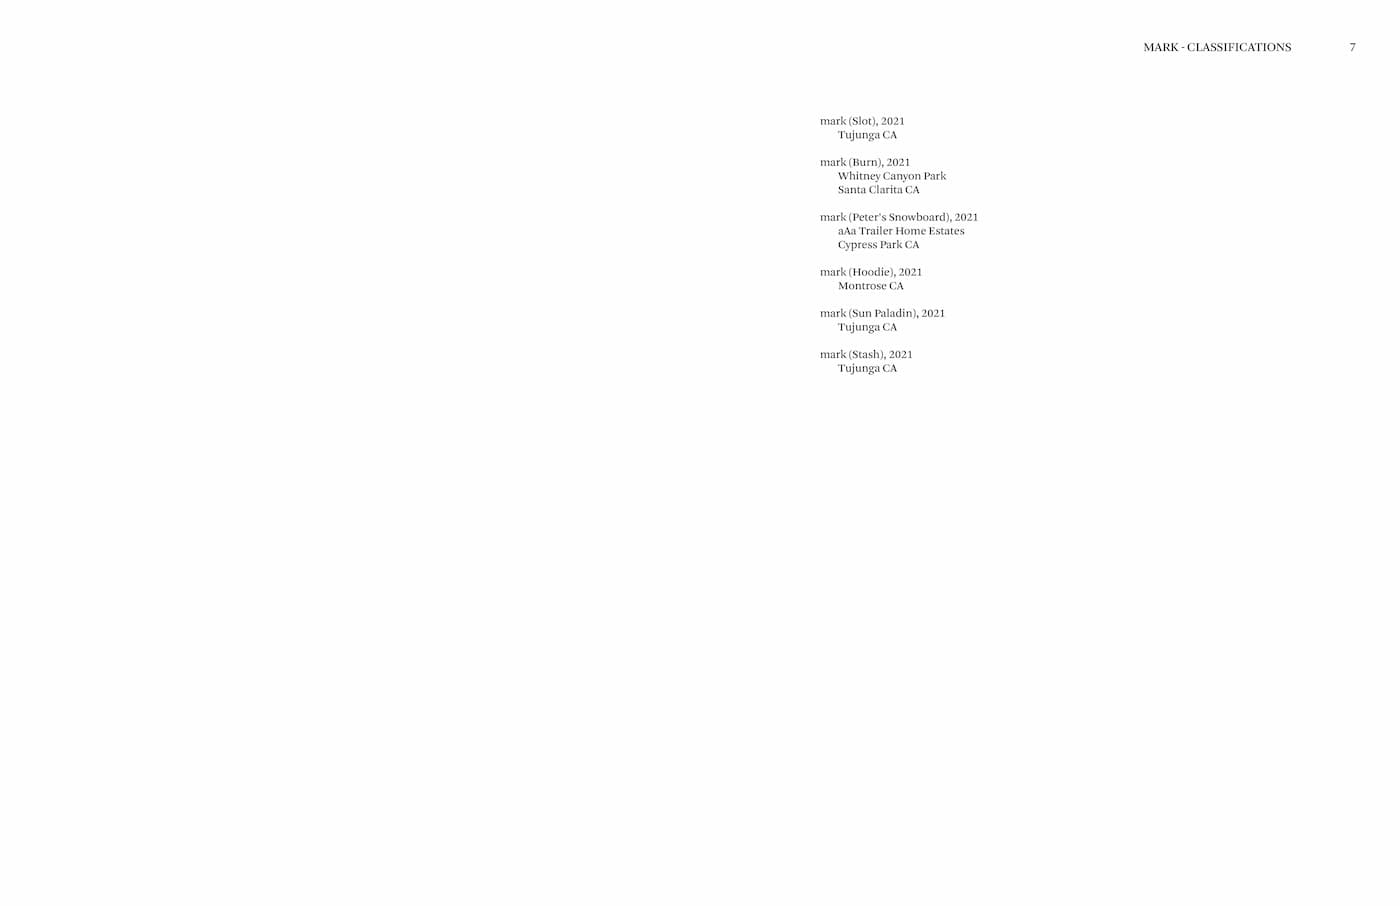 MARK - CLASSIFICATIONS 7
mark (Slot), 2021
Tujunga CA
mark (Burn), 2021
Whitney Canyon Park
Santa Clarita CA
mark (Peter's Snowboard), 2021
aAa Trailer Home Estates
Cypress Park CA
mark (Hoodie), 2021
Montrose CA
mark (Sun Paladin), 2021
Tujunga CA
mark (Stash), 2021
Tujunga CA